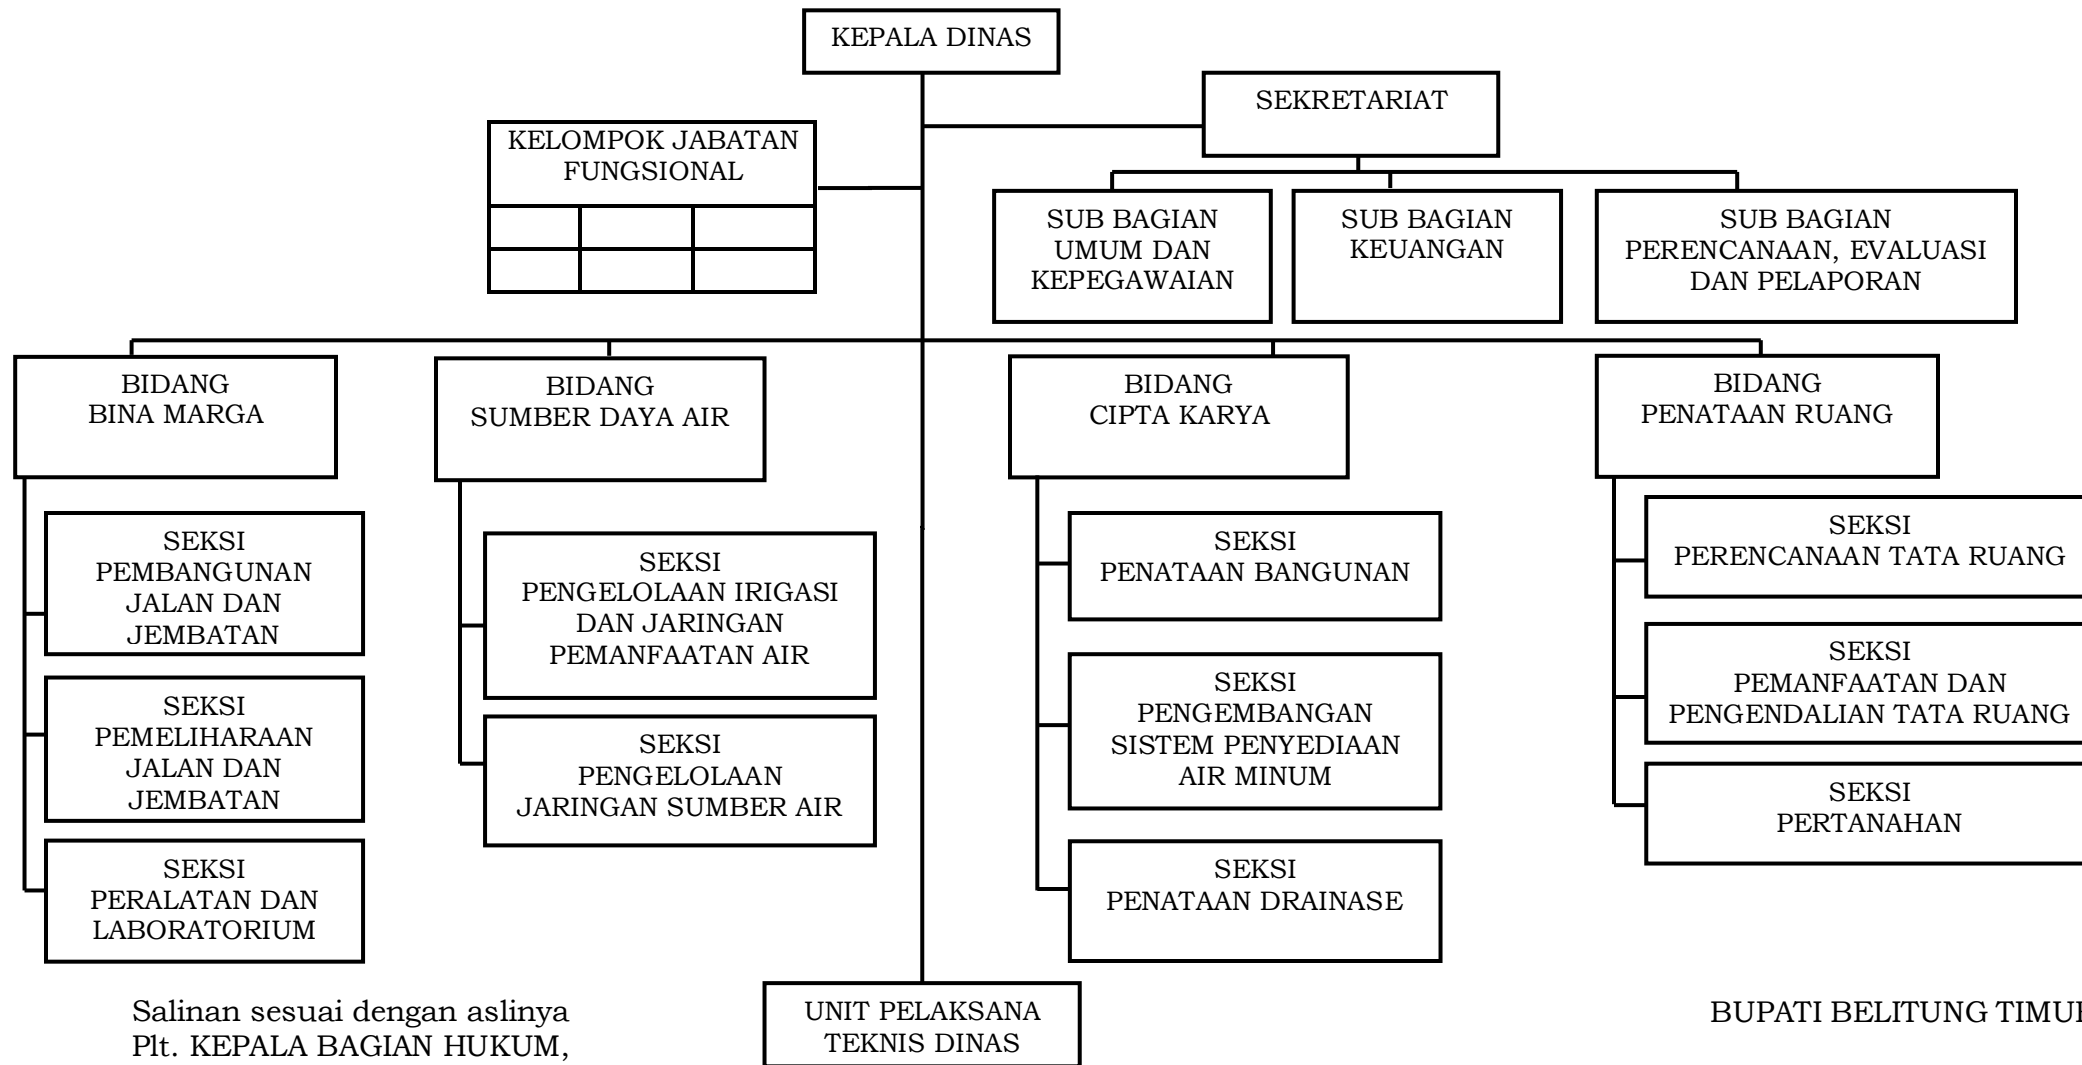 KEPALA DINAS
SEKRETARIAT
KELOMPOK JABATAN
FUNGSIONAL
SUB BAGIAN
UMUM DAN
KEPEGAWAIAN
SUB BAGIAN
KEUANGAN
SUB BAGIAN
PERENCANAAN, EVALUASI
DAN PELAPORAN
BIDANG
BINA MARGA
BIDANG
SUMBER DAYA AIR
BIDANG
CIPTA KARYA
BIDANG
PENATAAN RUANG
SEKSI
PEMBANGUNAN
JALAN DAN
JEMBATAN
SEKSI
PEMELIHARAAN
JALAN DAN
JEMBATAN
SEKSI
PERALATAN DAN
LABORATORIUM
SEKSI
PENGELOLAAN IRIGASI
DAN JARINGAN
PEMANFAATAN AIR
SEKSI
PENGELOLAAN
JARINGAN SUMBER AIR
SEKSI
PENATAAN BANGUNAN
SEKSI
PENGEMBANGAN
SISTEM PENYEDIAAN
AIR MINUM
SEKSI
PENATAAN DRAINASE
SEKSI
PERENCANAAN TATA RUANG
SEKSI
PEMANFAATAN DAN
PENGENDALIAN TATA RUANG
SEKSI
PERTANAHAN
UNIT PELAKSANA
TEKNIS DINAS
Salinan sesuai dengan aslinya
Plt. KEPALA BAGIAN HUKUM,
BUPATI BELITUNG TIMUR